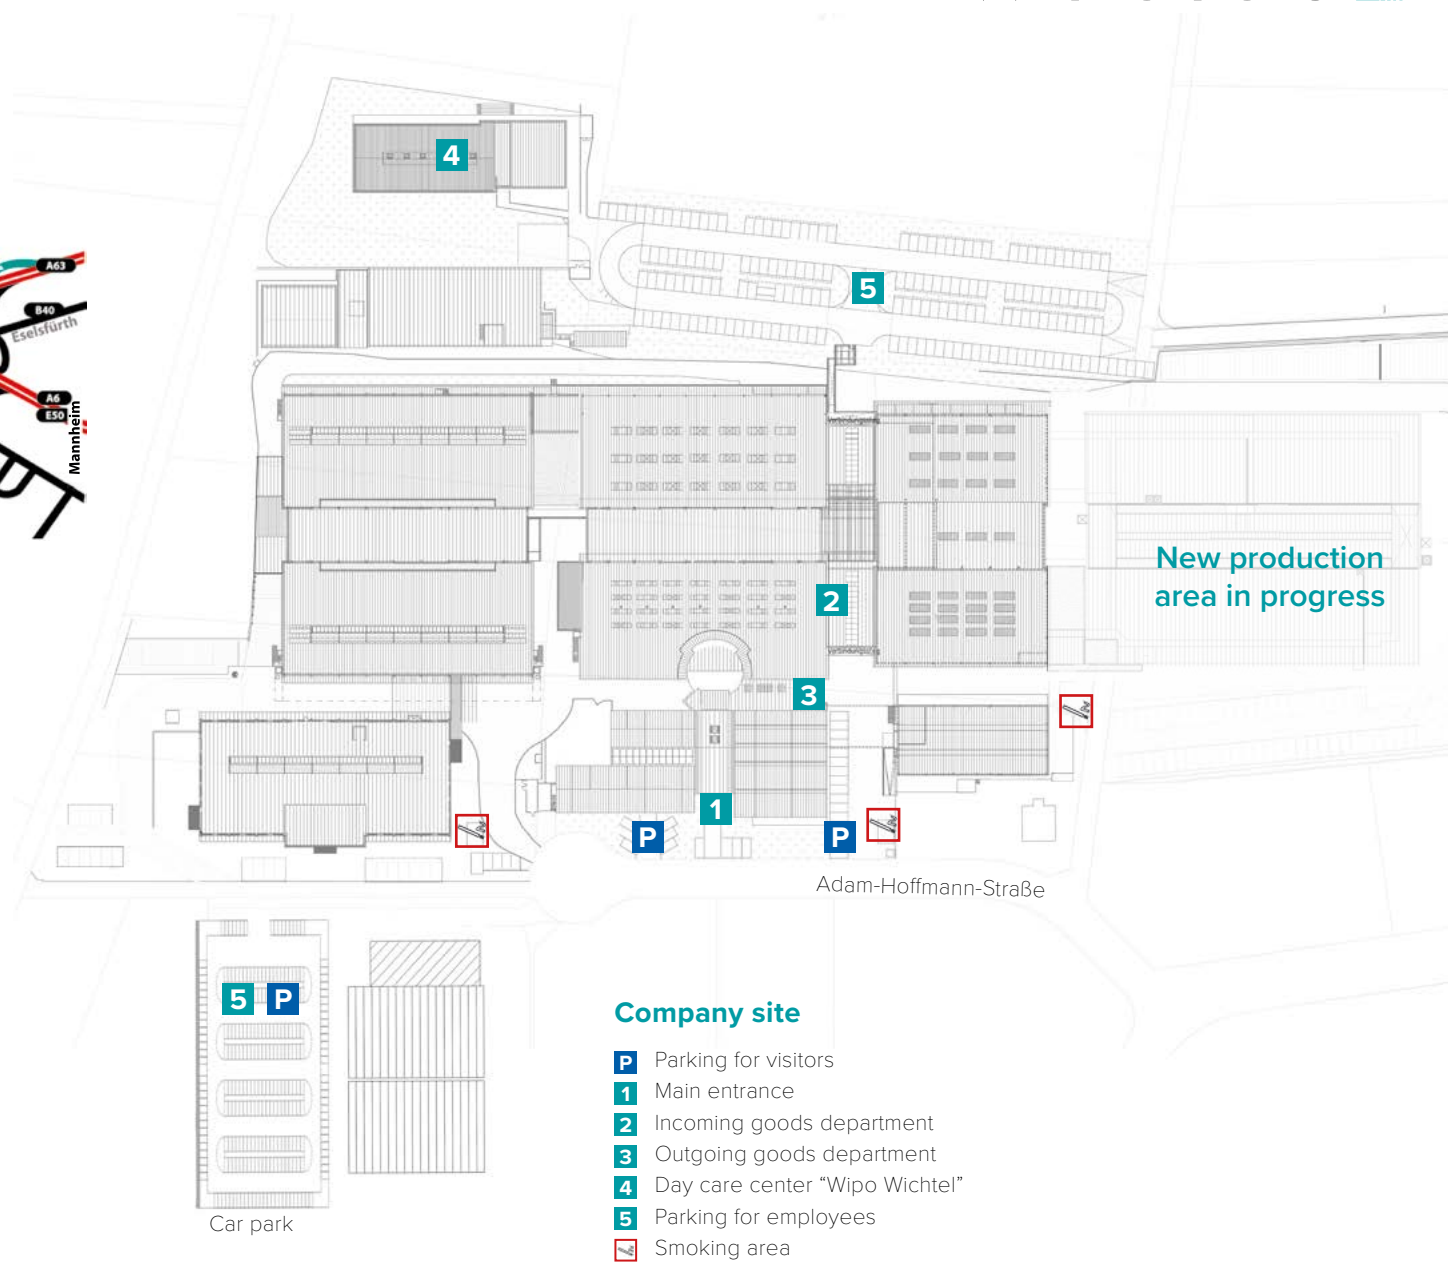 4
5
A63
B40
Eselsfürth
A6
E50
Mannheim
New production
area in progress
2
3
1
P
P
Adam-Hoffmann-Straße
5 P
Car park
Company site
P Parking for visitors
1 Main entrance
2 Incoming goods department
3 Outgoing goods department
4 Day care center “Wipo Wichtel”
5 Parking for employees
Smoking area